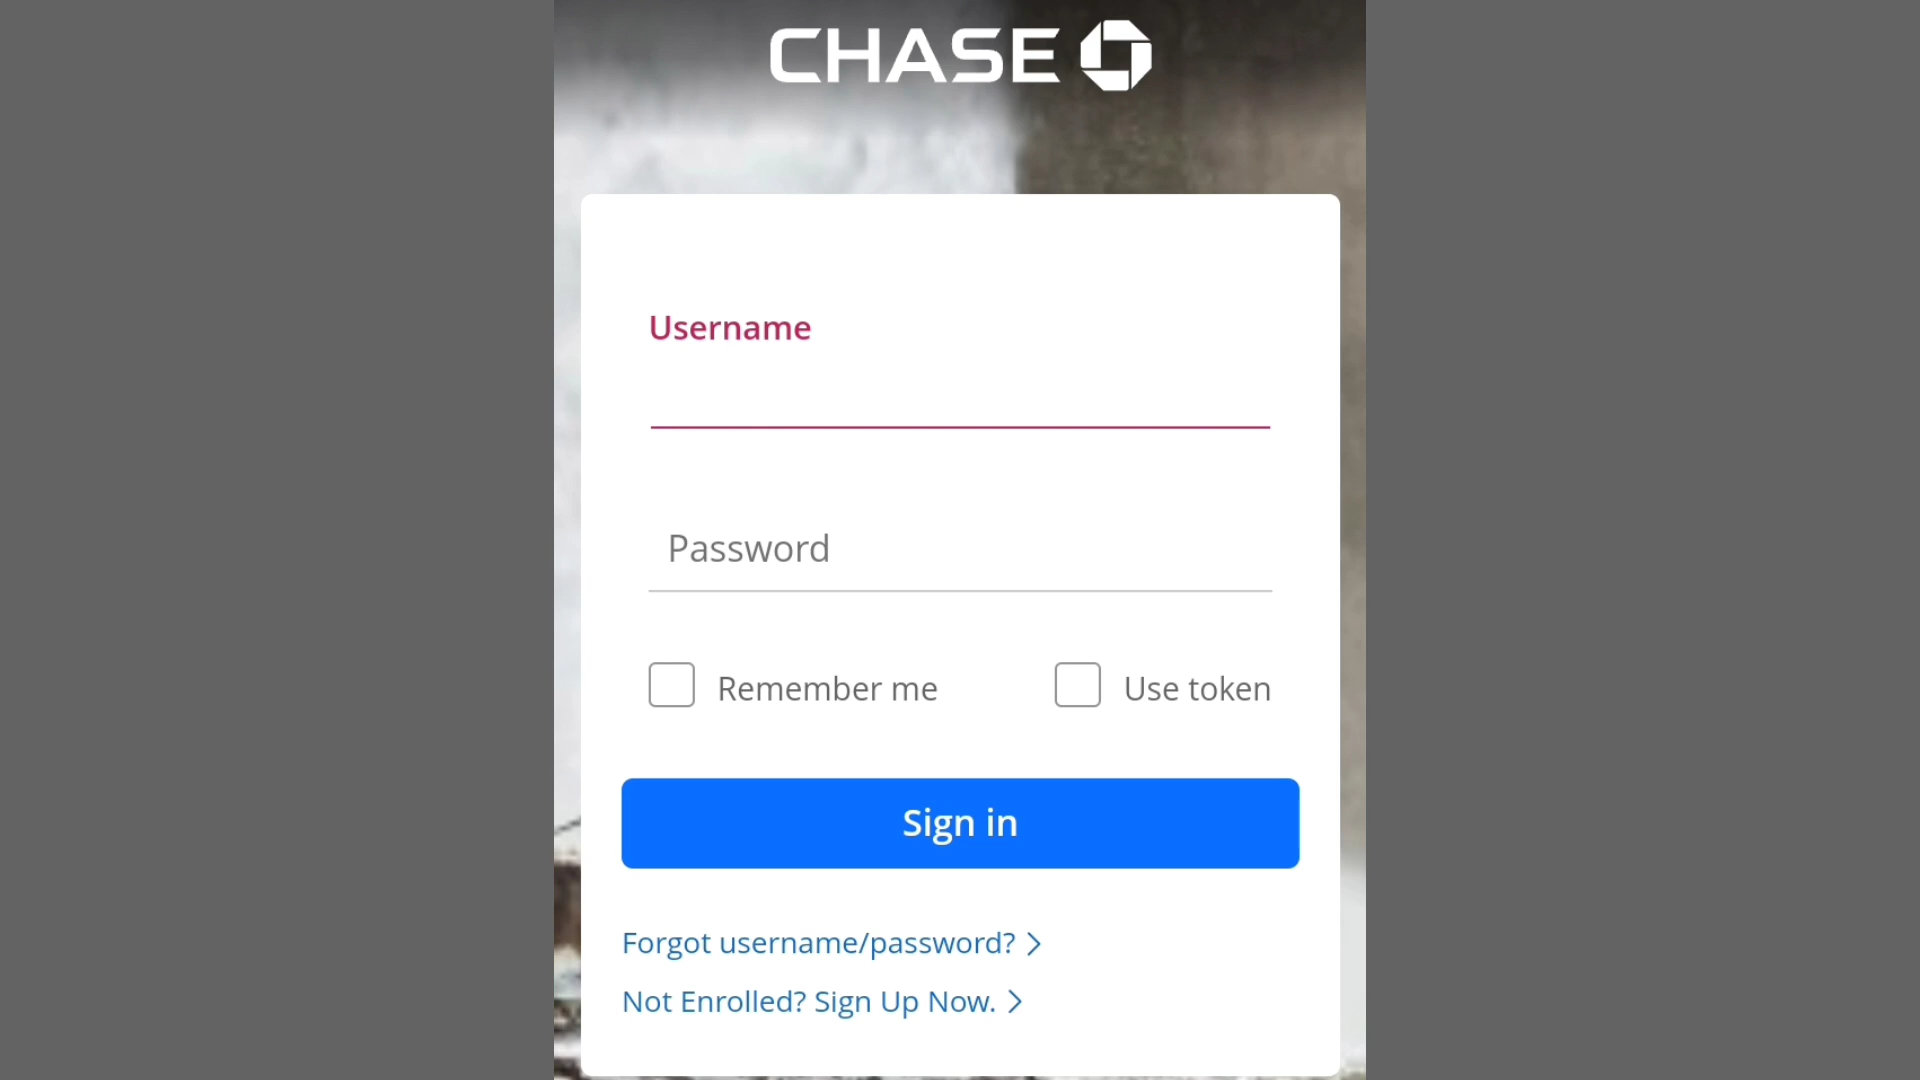 CHASE
Username
Password
Remember me
Use token
Sign in
Forgot username/password?
Not Enrolled? Sign Up Now.